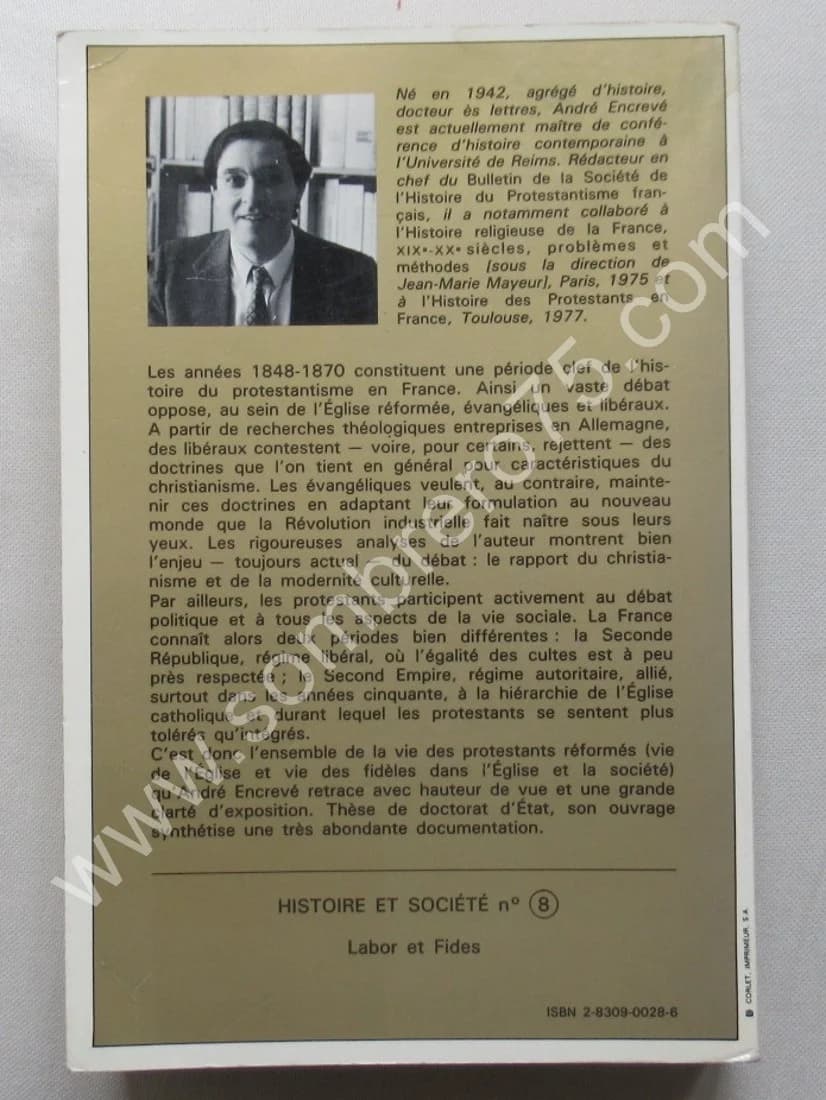 Né en 1942, agrégé d'histoire,
docteur ès lettres, André Encrevé
est actuellement maître de confé-
rence d'histoire contemporaine à
l'Université de Reims. Rédacteur en
chef du Bulletin de la Société de
l'Histoire du Protestantisme fran-
çais, il a notamment collaboré à
l'Histoire religieuse de la France,
XIXe-XXe siècles, problèmes et
méthodes [sous la direction de
Jean-Marie Mayeur], Paris, 1975 et
à l'Histoire des Protestants en
France, Toulouse, 1977.
Les années 1848-1870 constituent une période clef de l'his-
toire du protestantisme en France. Ainsi un vaste débat
oppose, au sein de l'Église réformée, évangéliques et libéraux.
A partir de recherches théologiques entreprises en Allemagne,
des libéraux contestent — voire, pour certains, rejettent — des
doctrines que l'on tient en général pour caractéristiques du
christianisme. Les évangéliques veulent, au contraire, mainte-
nir ces doctrines en adaptant leur formulation au nouveau
monde que la Révolution industrielle fait naître sous leurs
yeux. Les rigoureuses analyses de l'auteur montrent bien
l'enjeu — toujours actuel — du débat : le rapport du christia-
nisme et de la modernité culturelle.
Par ailleurs, les protestants participent activement au débat
politique et à tous les aspects de la vie sociale. La France
connaît alors deux périodes bien différentes : la Seconde
République, régime libéral, où l'égalité des cultes est à peu
près respectée ; le Second Empire, régime autoritaire, allié,
surtout dans les années cinquante, à la hiérarchie de l'Église
catholique et durant lequel les protestants se sentent plus
tolérés qu'intégrés.
C'est donc l'ensemble de la vie des protestants réformés (vie
de l'Église et vie des fidèles dans l'Église et la société)
qu'André Encrevé retrace avec hauteur de vue et une grande
clarté d'exposition. Thèse de doctorat d'État, son ouvrage
synthétise une très abondante documentation.
HISTOIRE ET SOCIÉTÉ nº 8
Labor et Fides
ISBN 2-8309-0028-6
CORLET, IMPRIMEUR, S.A.
www.sombrero75.com